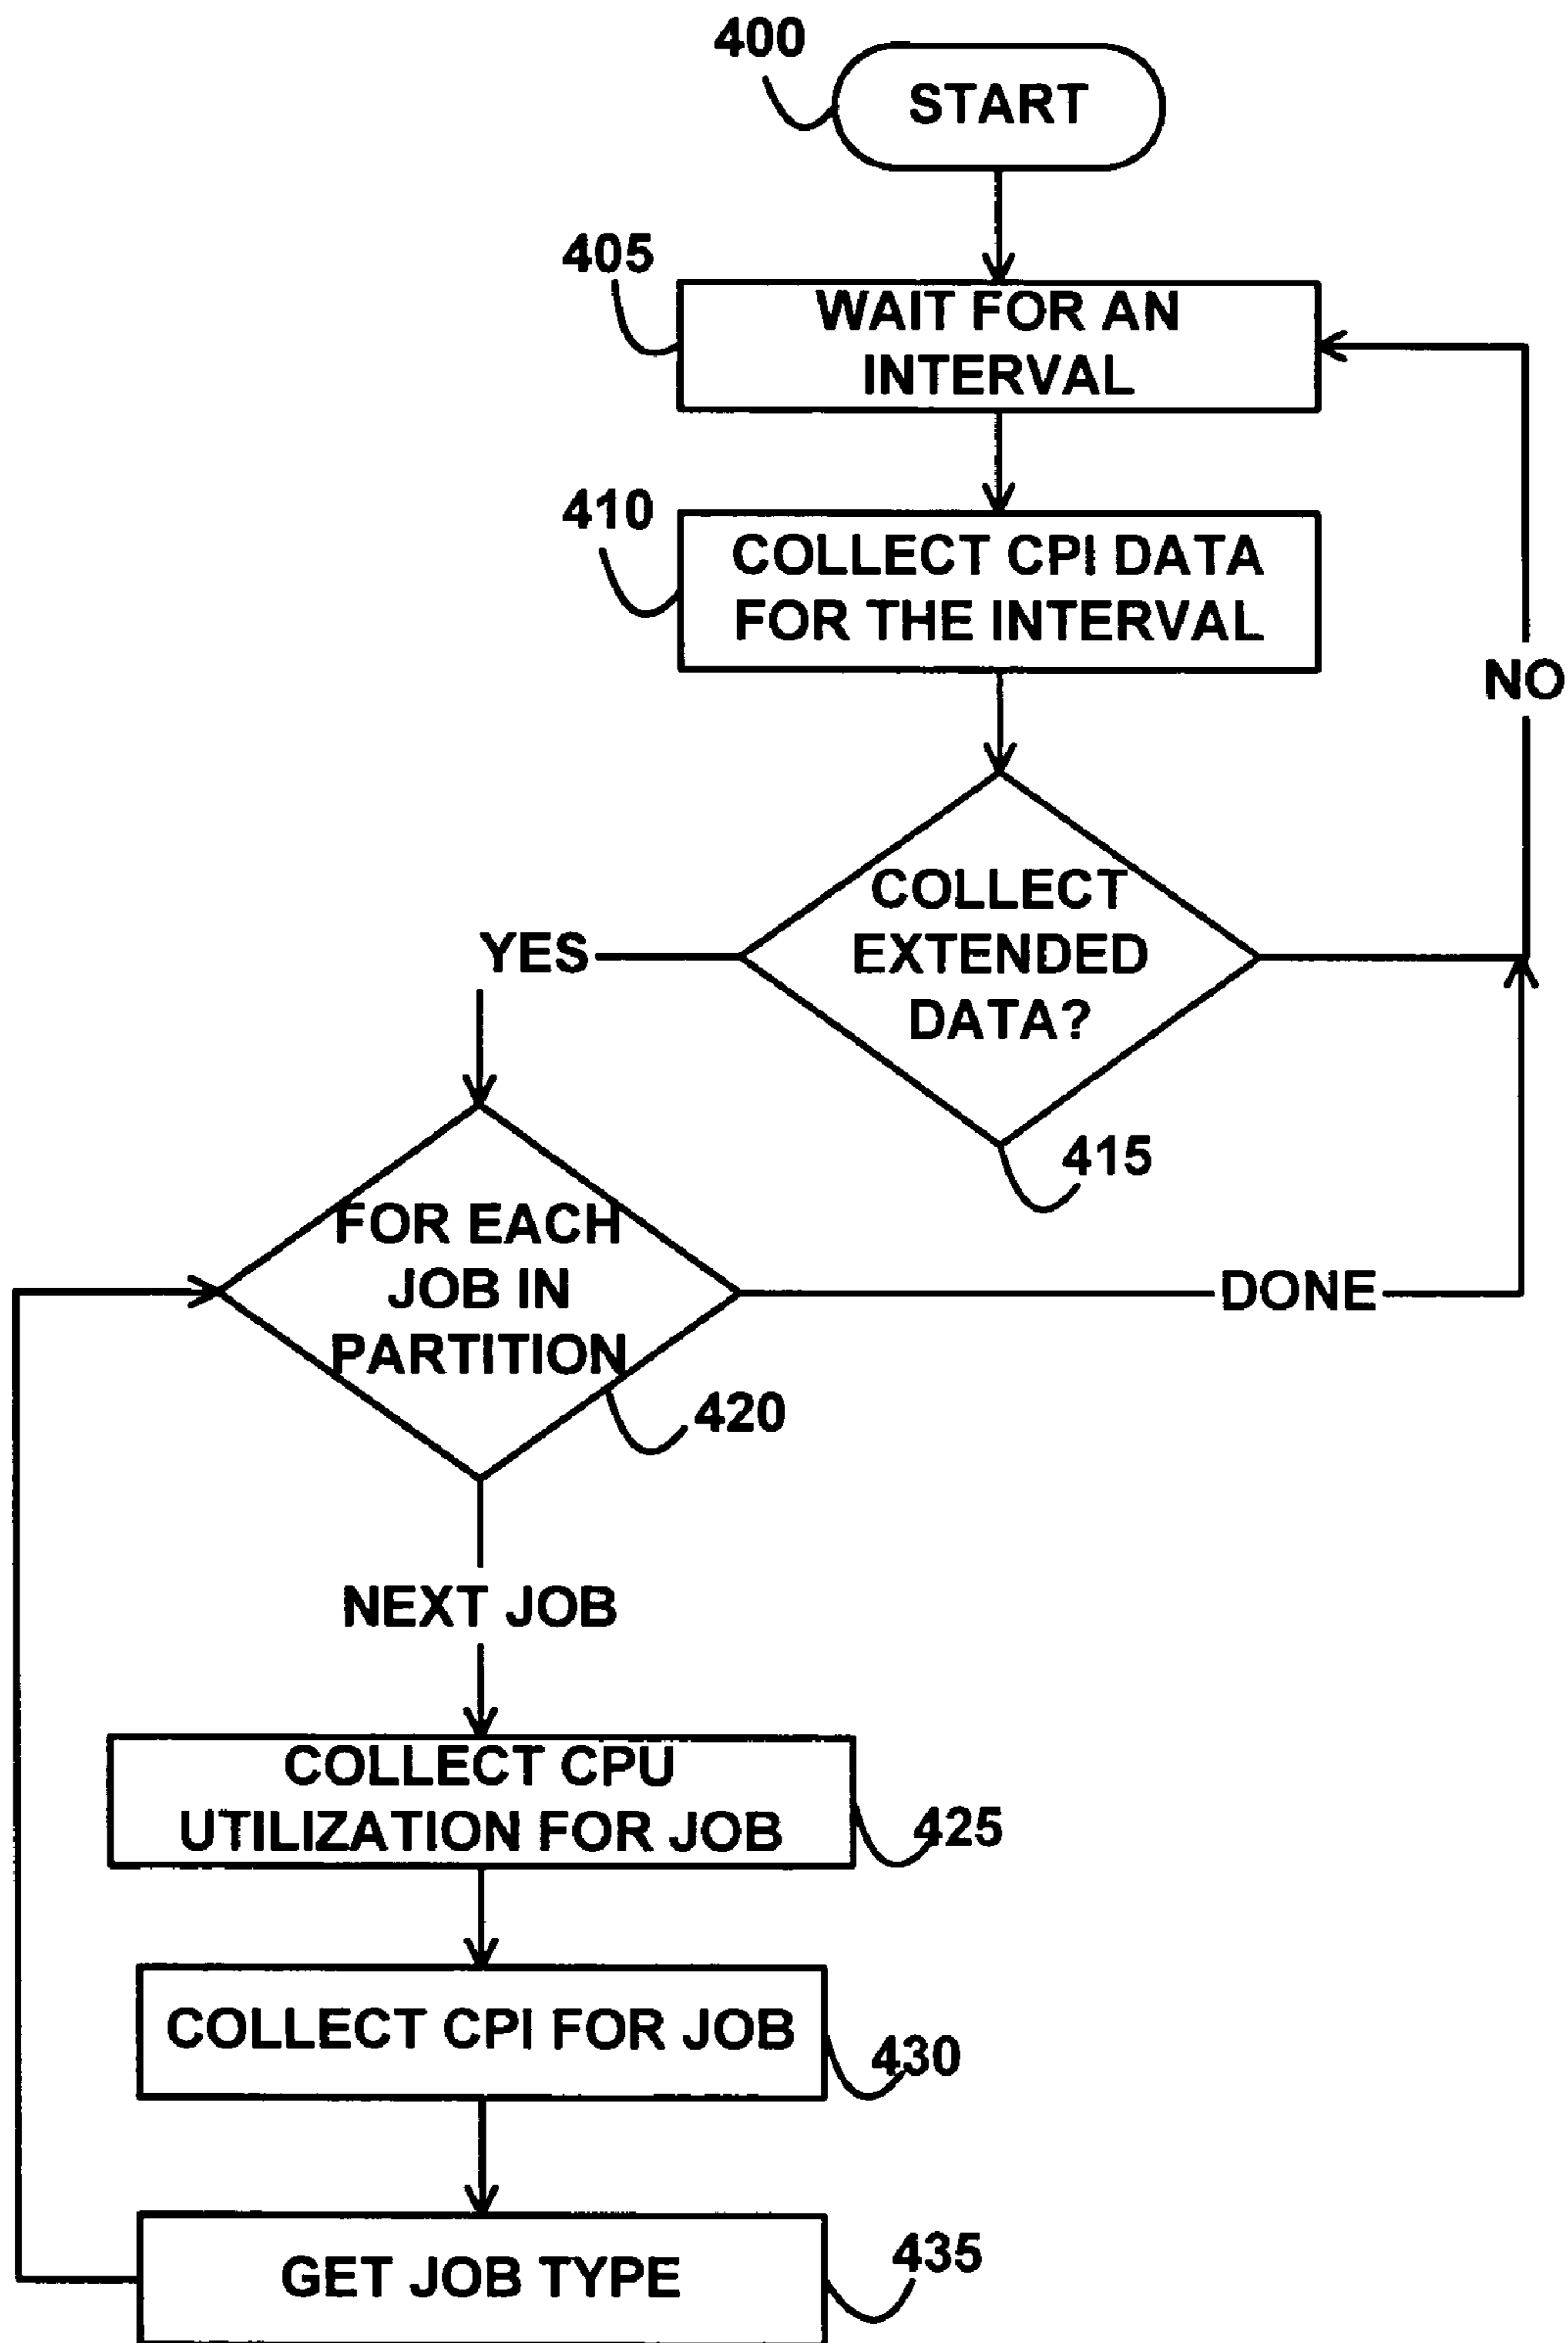 400
START
405
WAIT FOR AN
INTERVAL
410
COLLECT CPI DATA
FOR THE INTERVAL
NO
COLLECT
EXTENDED
DATA?
YES
415
FOR EACH
JOB IN
PARTITION
DONE
420
NEXT JOB
COLLECT CPU
UTILIZATION FOR JOB
425
COLLECT CPI FOR JOB
430
GET JOB TYPE
435